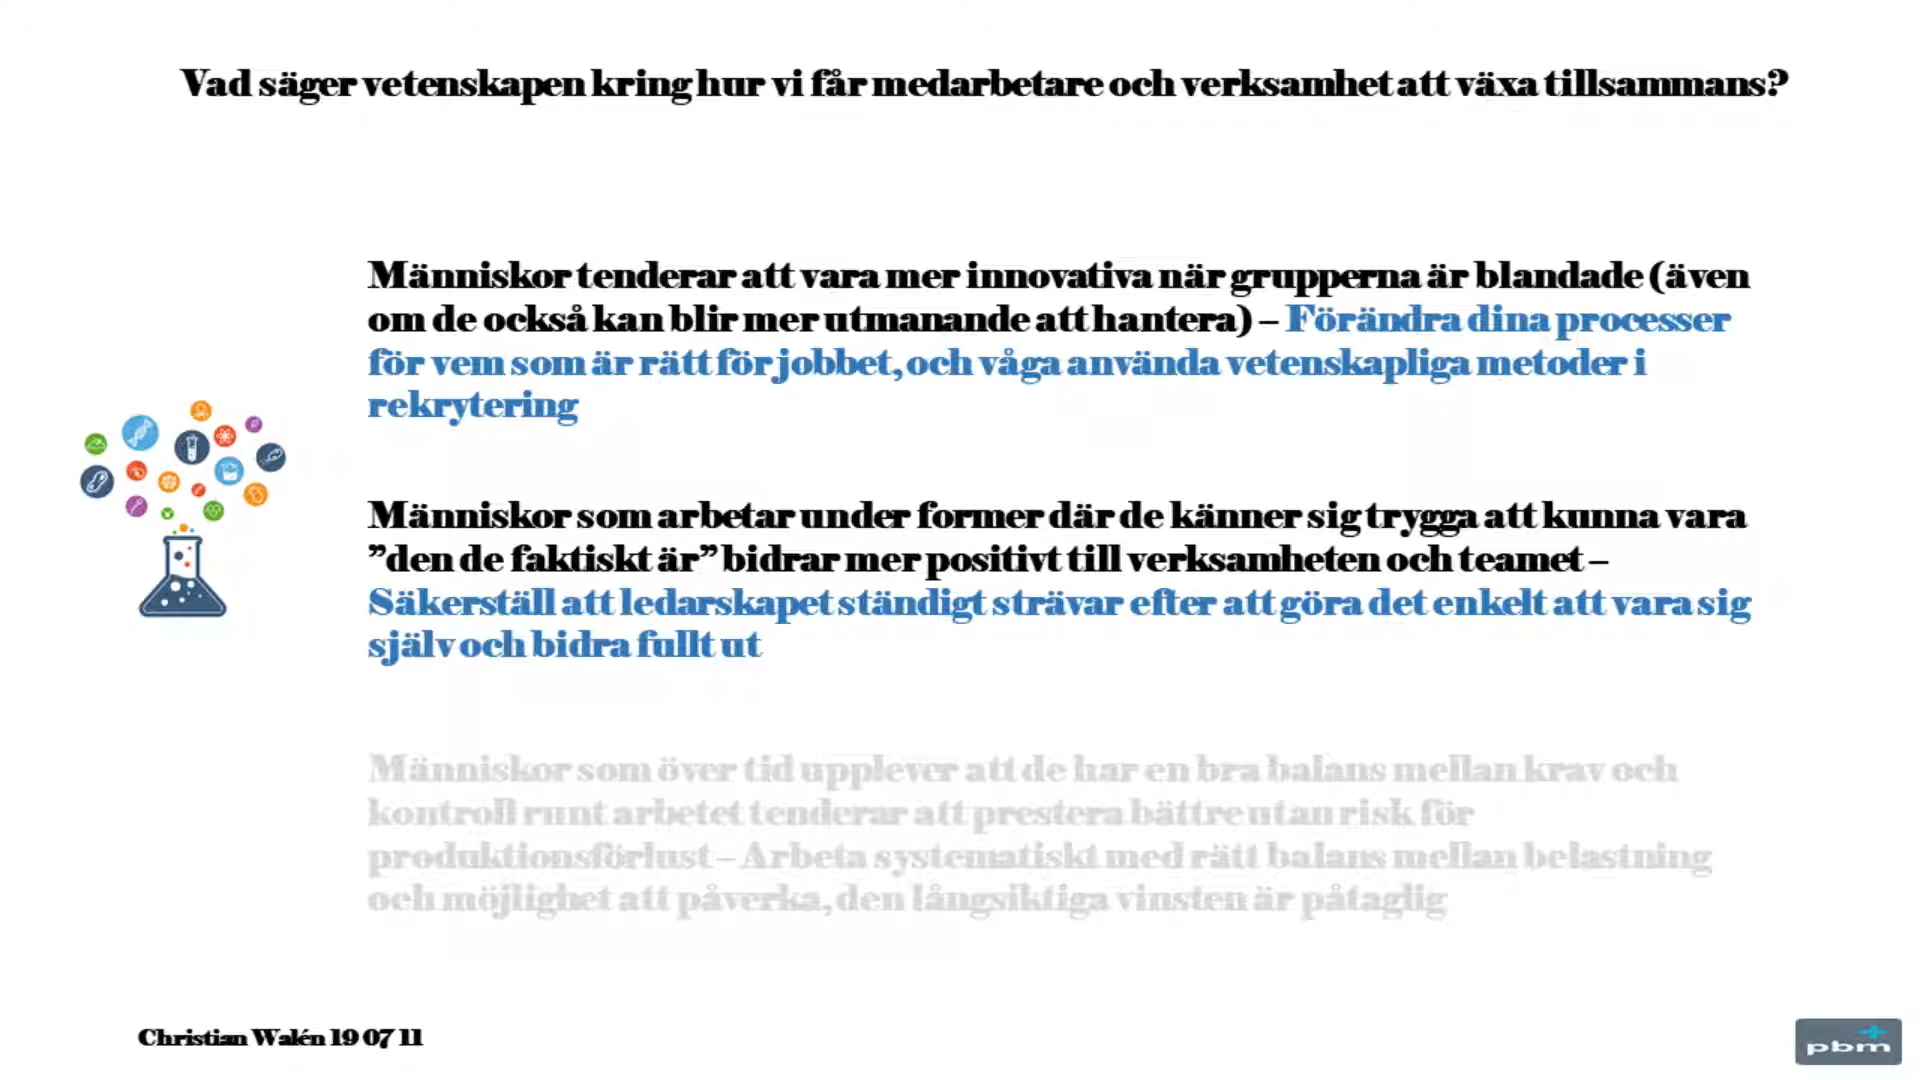 Vad säger vetenskapen kring hur vi får medarbetare och verksamhet att växa tillsammans?
Människor tenderar att vara mer innovativa när grupperna är blandade (även
om de också kan blir mer utmanande att hantera) – Förändra dina processer
för vem som är rätt för jobbet, och våga använda vetenskapliga metoder i
rekrytering
Människor som arbetar under former där de känner sig trygga att kunna vara
”den de faktiskt är” bidrar mer positivt till verksamheten och teamet –
Säkerställ att ledarskapet ständigt strävar efter att göra det enkelt att vara sig
själv och bidra fullt ut
Människor som över tid upplever att de har en bra balans mellan krav och
kontroll runt arbetet tenderar att prestera bättre utan risk för
produktionsförlust – Arbeta systematiskt med rätt balans mellan belastning
och möjlighet att påverka, den långsiktiga vinsten är påtaglig
Christian Walén 19 07 11
pbm